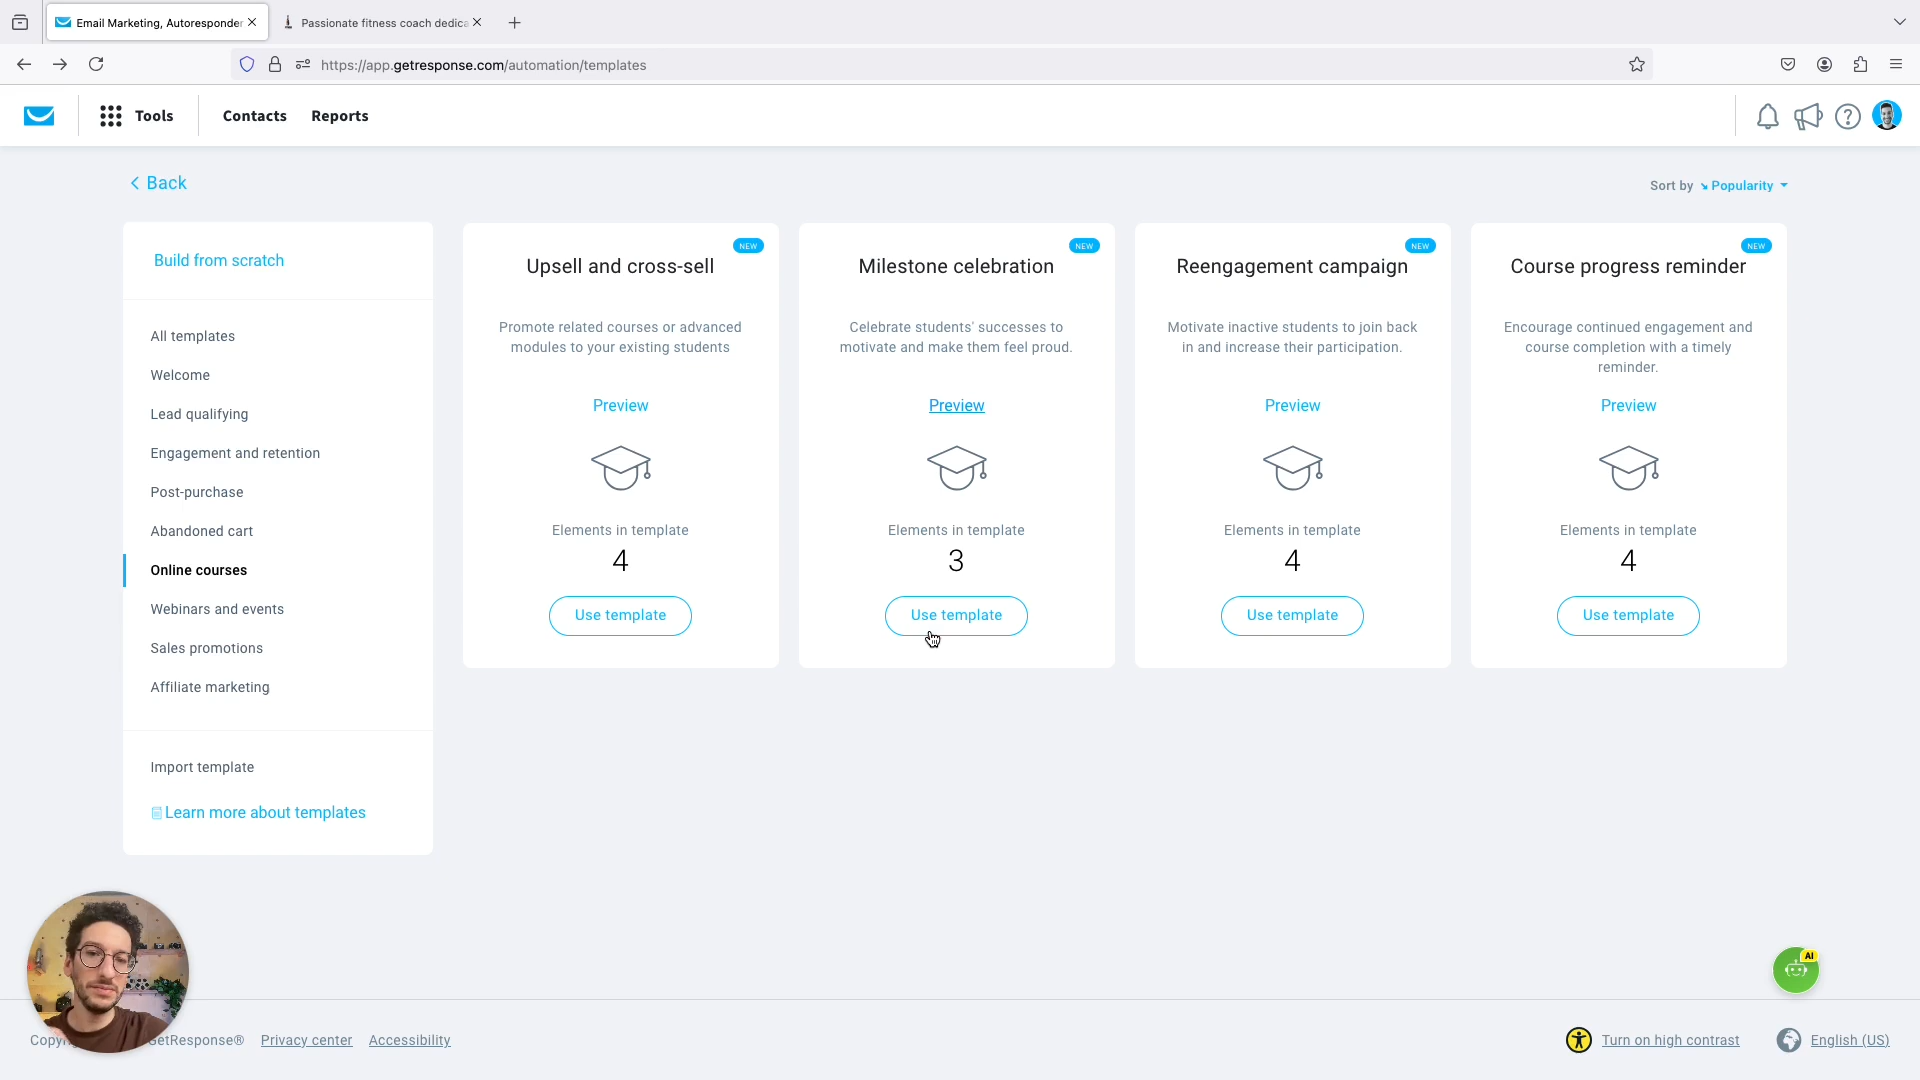 Email Marketing, Autoresponder
Passionate fitness coach dedica
https://app.getresponse.com/automation/templates
Tools
Contacts
Reports
Back
Sort by Popularity
Build from scratch
All templates
Welcome
Lead qualifying
Engagement and retention
Post-purchase
Abandoned cart
Online courses
Webinars and events
Sales promotions
Affiliate marketing
Import template
Learn more about templates
NEW
Upsell and cross-sell
Promote related courses or advanced
modules to your existing students
Preview
Elements in template
4
Use template
NEW
Milestone celebration
Celebrate students' successes to
motivate and make them feel proud.
Preview
Elements in template
3
Use template
NEW
Reengagement campaign
Motivate inactive students to join back
in and increase their participation.
Preview
Elements in template
4
Use template
NEW
Course progress reminder
Encourage continued engagement and
course completion with a timely
reminder.
Preview
Elements in template
4
Use template
AI
GetResponse® Privacy center Accessibility
Turn on high contrast
English (US)